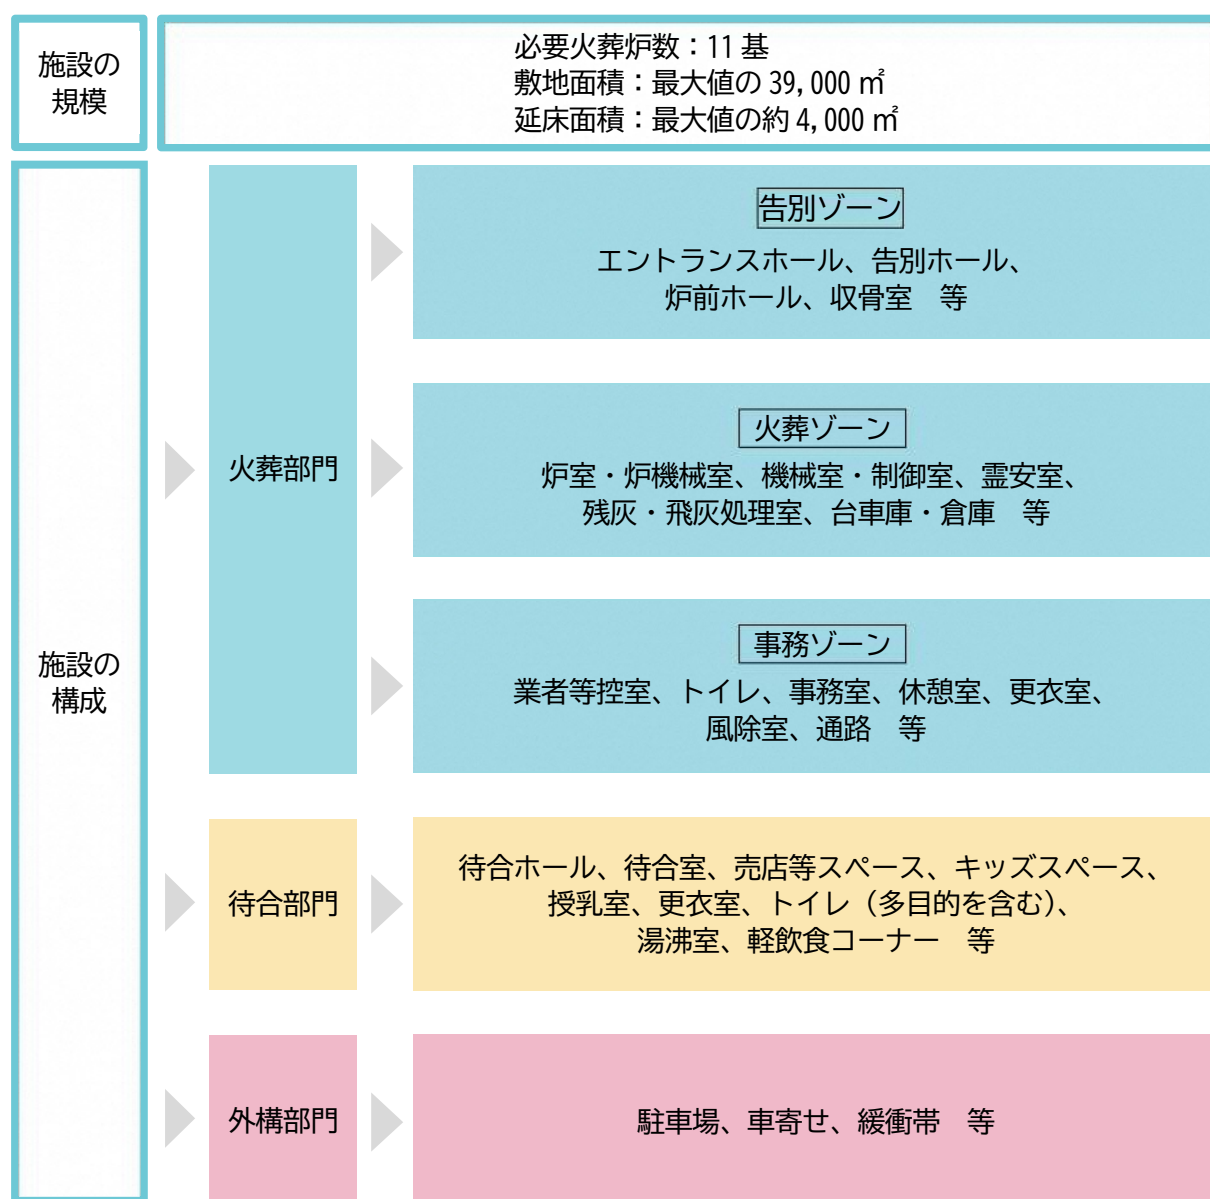 施設の
規模
必要火葬炉数：11 基
敷地面積：最大値の 39,000 ㎡
延床面積：最大値の約 4,000 ㎡
施設の
構成
火葬部門
告別ゾーン
エントランスホール、告別ホール、
炉前ホール、収骨室　等
火葬ゾーン
炉室・炉機械室、機械室・制御室、霊安室、
残灰・飛灰処理室、台車庫・倉庫　等
事務ゾーン
業者等控室、トイレ、事務室、休憩室、更衣室、
風除室、通路　等
待合部門
待合ホール、待合室、売店等スペース、キッズスペース、
授乳室、更衣室、トイレ（多目的を含む）、
湯沸室、軽飲食コーナー　等
外構部門
駐車場、車寄せ、緩衝帯　等